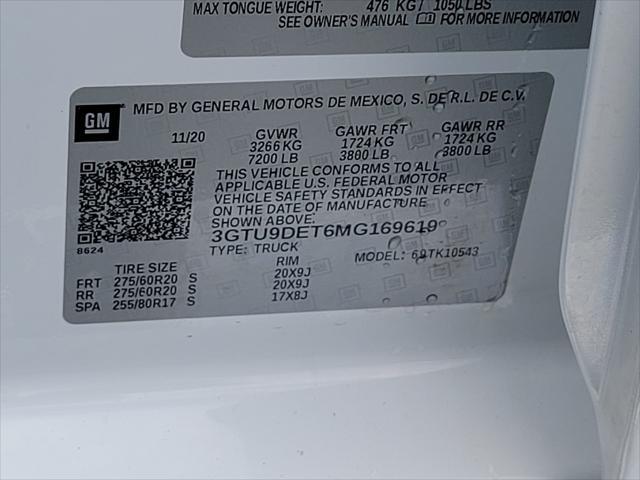 MAX TONGUE WEIGHT: 476 KG / 1050 LBS
SEE OWNER'S MANUAL FOR MORE INFORMATION
GM
MFD BY GENERAL MOTORS DE MEXICO, S. DE R.L. DE C.V.
11/20 GVWR GAWR FRT GAWR RR
3266 KG 1724 KG 1724 KG
7200 LB 3800 LB 3800 LB
THIS VEHICLE CONFORMS TO ALL
APPLICABLE U.S. FEDERAL MOTOR
VEHICLE SAFETY STANDARDS IN EFFECT
ON THE DATE OF MANUFACTURE
SHOWN ABOVE.
3GTU9DET6MG169619
8624 TYPE: TRUCK MODEL: 69TK10543
TIRE SIZE RIM
FRT 275/60R20 S 20X9J
RR 275/60R20 S 20X9J
SPA 255/80R17 S 17X8J